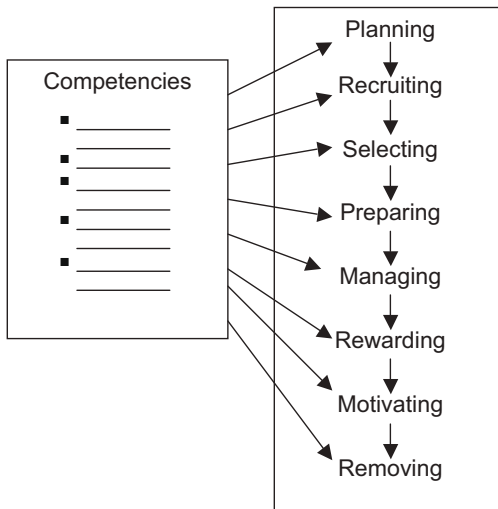 Competencies
Planning
Recruiting
Selecting
Preparing
Managing
Rewarding
Motivating
Removing